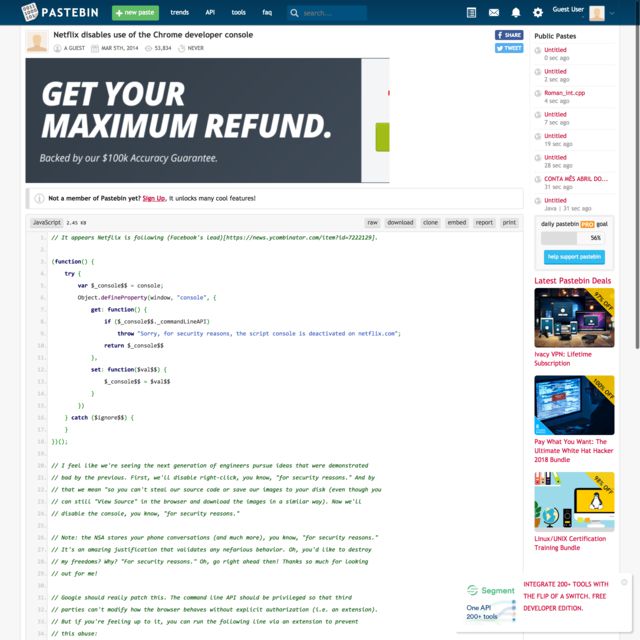 PASTEBIN
+ new paste
trends
API
tools
faq
search...
Guest User
Netflix disables use of the Chrome developer console
A GUEST
MAR 5TH, 2014
53,834
NEVER
SHARE
TWEET
GET YOUR
MAXIMUM REFUND.
Backed by our $100k Accuracy Guarantee.
Not a member of Pastebin yet? Sign Up, it unlocks many cool features!
JavaScript 2.45 KB
raw download clone embed report print
1. // It appears Netflix is following {Facebook's lead}[https://news.ycombinator.com/item?id=7222129].
2.
3. (function() {
4. try {
5. var $_console$$ = console;
6. Object.defineProperty(window, "console", {
7. get: function() {
8. if ($_console$$._commandLineAPI)
9. throw "Sorry, for security reasons, the script console is deactivated on netflix.com";
10. return $_console$$
11. },
12. set: function($val$$) {
13. $_console$$ = $val$$
14. }
15. })
16. } catch ($ignore$$) {
17. }
18. })();
19.
20. // I feel like we're seeing the next generation of engineers pursue ideas that were demonstrated
21. // bad by the previous. First, we'll disable right-click, you know, "for security reasons." And by
22. // that we mean "so you can't steal our source code or save our images to your disk (even though you
23. // can still "View Source" in the browser and download the images in a similar way). Now we'll
24. // disable the console, you know, "for security reasons."
25.
26. // Note: the NSA stores your phone conversations (and much more), you know, "for security reasons."
27. // It's an amazing justification that validates any nefarious behavior. Oh, you'd like to destroy
28. // my freedoms? Why? "For security reasons." Oh, go right ahead then! Thanks so much for looking
29. // out for me!
30.
31. // Google should really patch this. The command line API should be privileged so that third
32. // parties can't modify how the browser behaves without explicit authorization (i.e. an extension).
33. // But if you're feeling up to it, you can run the following line via an extension to prevent
34. // this abuse:
Public Pastes
Untitled
0 sec ago
Untitled
2 sec ago
Roman_int.cpp
4 sec ago
Untitled
7 sec ago
Untitled
19 sec ago
Untitled
28 sec ago
CONTA MÊS ABRIL DO...
31 sec ago
Untitled
Java | 31 sec ago
daily pastebin PRO goal
56%
help support pastebin
Latest Pastebin Deals
97% OFF
Ivacy VPN: Lifetime
Subscription
100% OFF
Pay What You Want: The
Ultimate White Hat Hacker
2018 Bundle
98% OFF
Linux/UNIX Certification
Training Bundle
Segment
One API
200+ tools
INTEGRATE 200+ TOOLS WITH
THE FLIP OF A SWITCH. FREE
DEVELOPER EDITION.